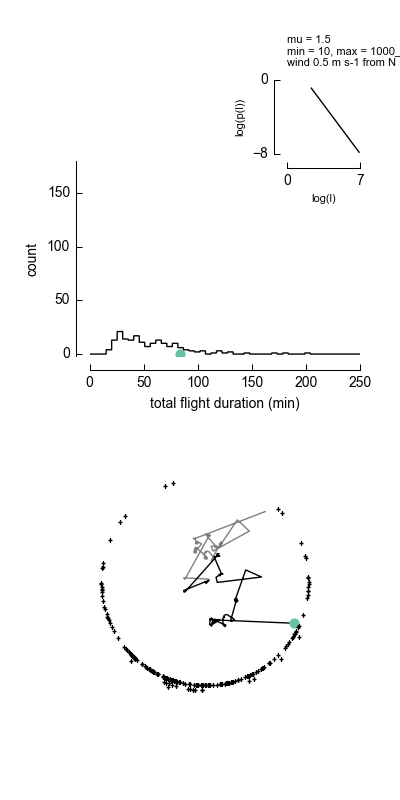 mu = 1.5
min = 10, max = 1000_
wind 0.5 m s-1 from N
log(p(l))
0
−8
0 7
log(l)
count
150
100
50
0
0 50 100 150 200 250
total flight duration (min)